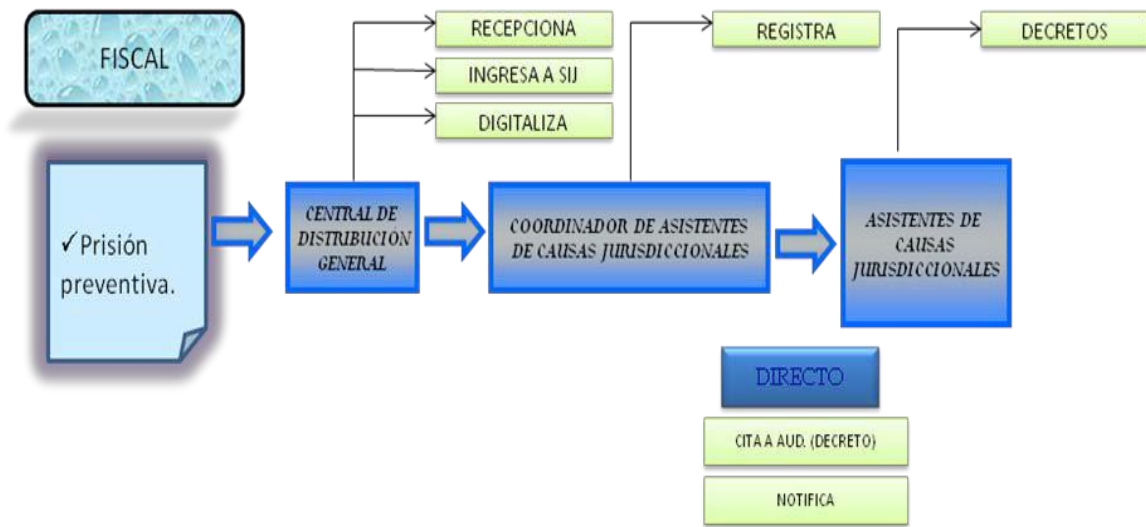 FISCAL
✓Prisión
preventiva.
RECEPCIONA
INGRESA A SIJ
DIGITALIZA
CENTRAL DE
DISTRIBUCIÓN
GENERAL
REGISTRA
COORDINADOR DE ASISTENTES
DE CAUSAS JURISDICCIONALES
DECRETOS
ASISTENTES DE
CAUSAS
JURISDICCIONALES
DIRECTO
CITA A AUD. (DECRETO)
NOTIFICA